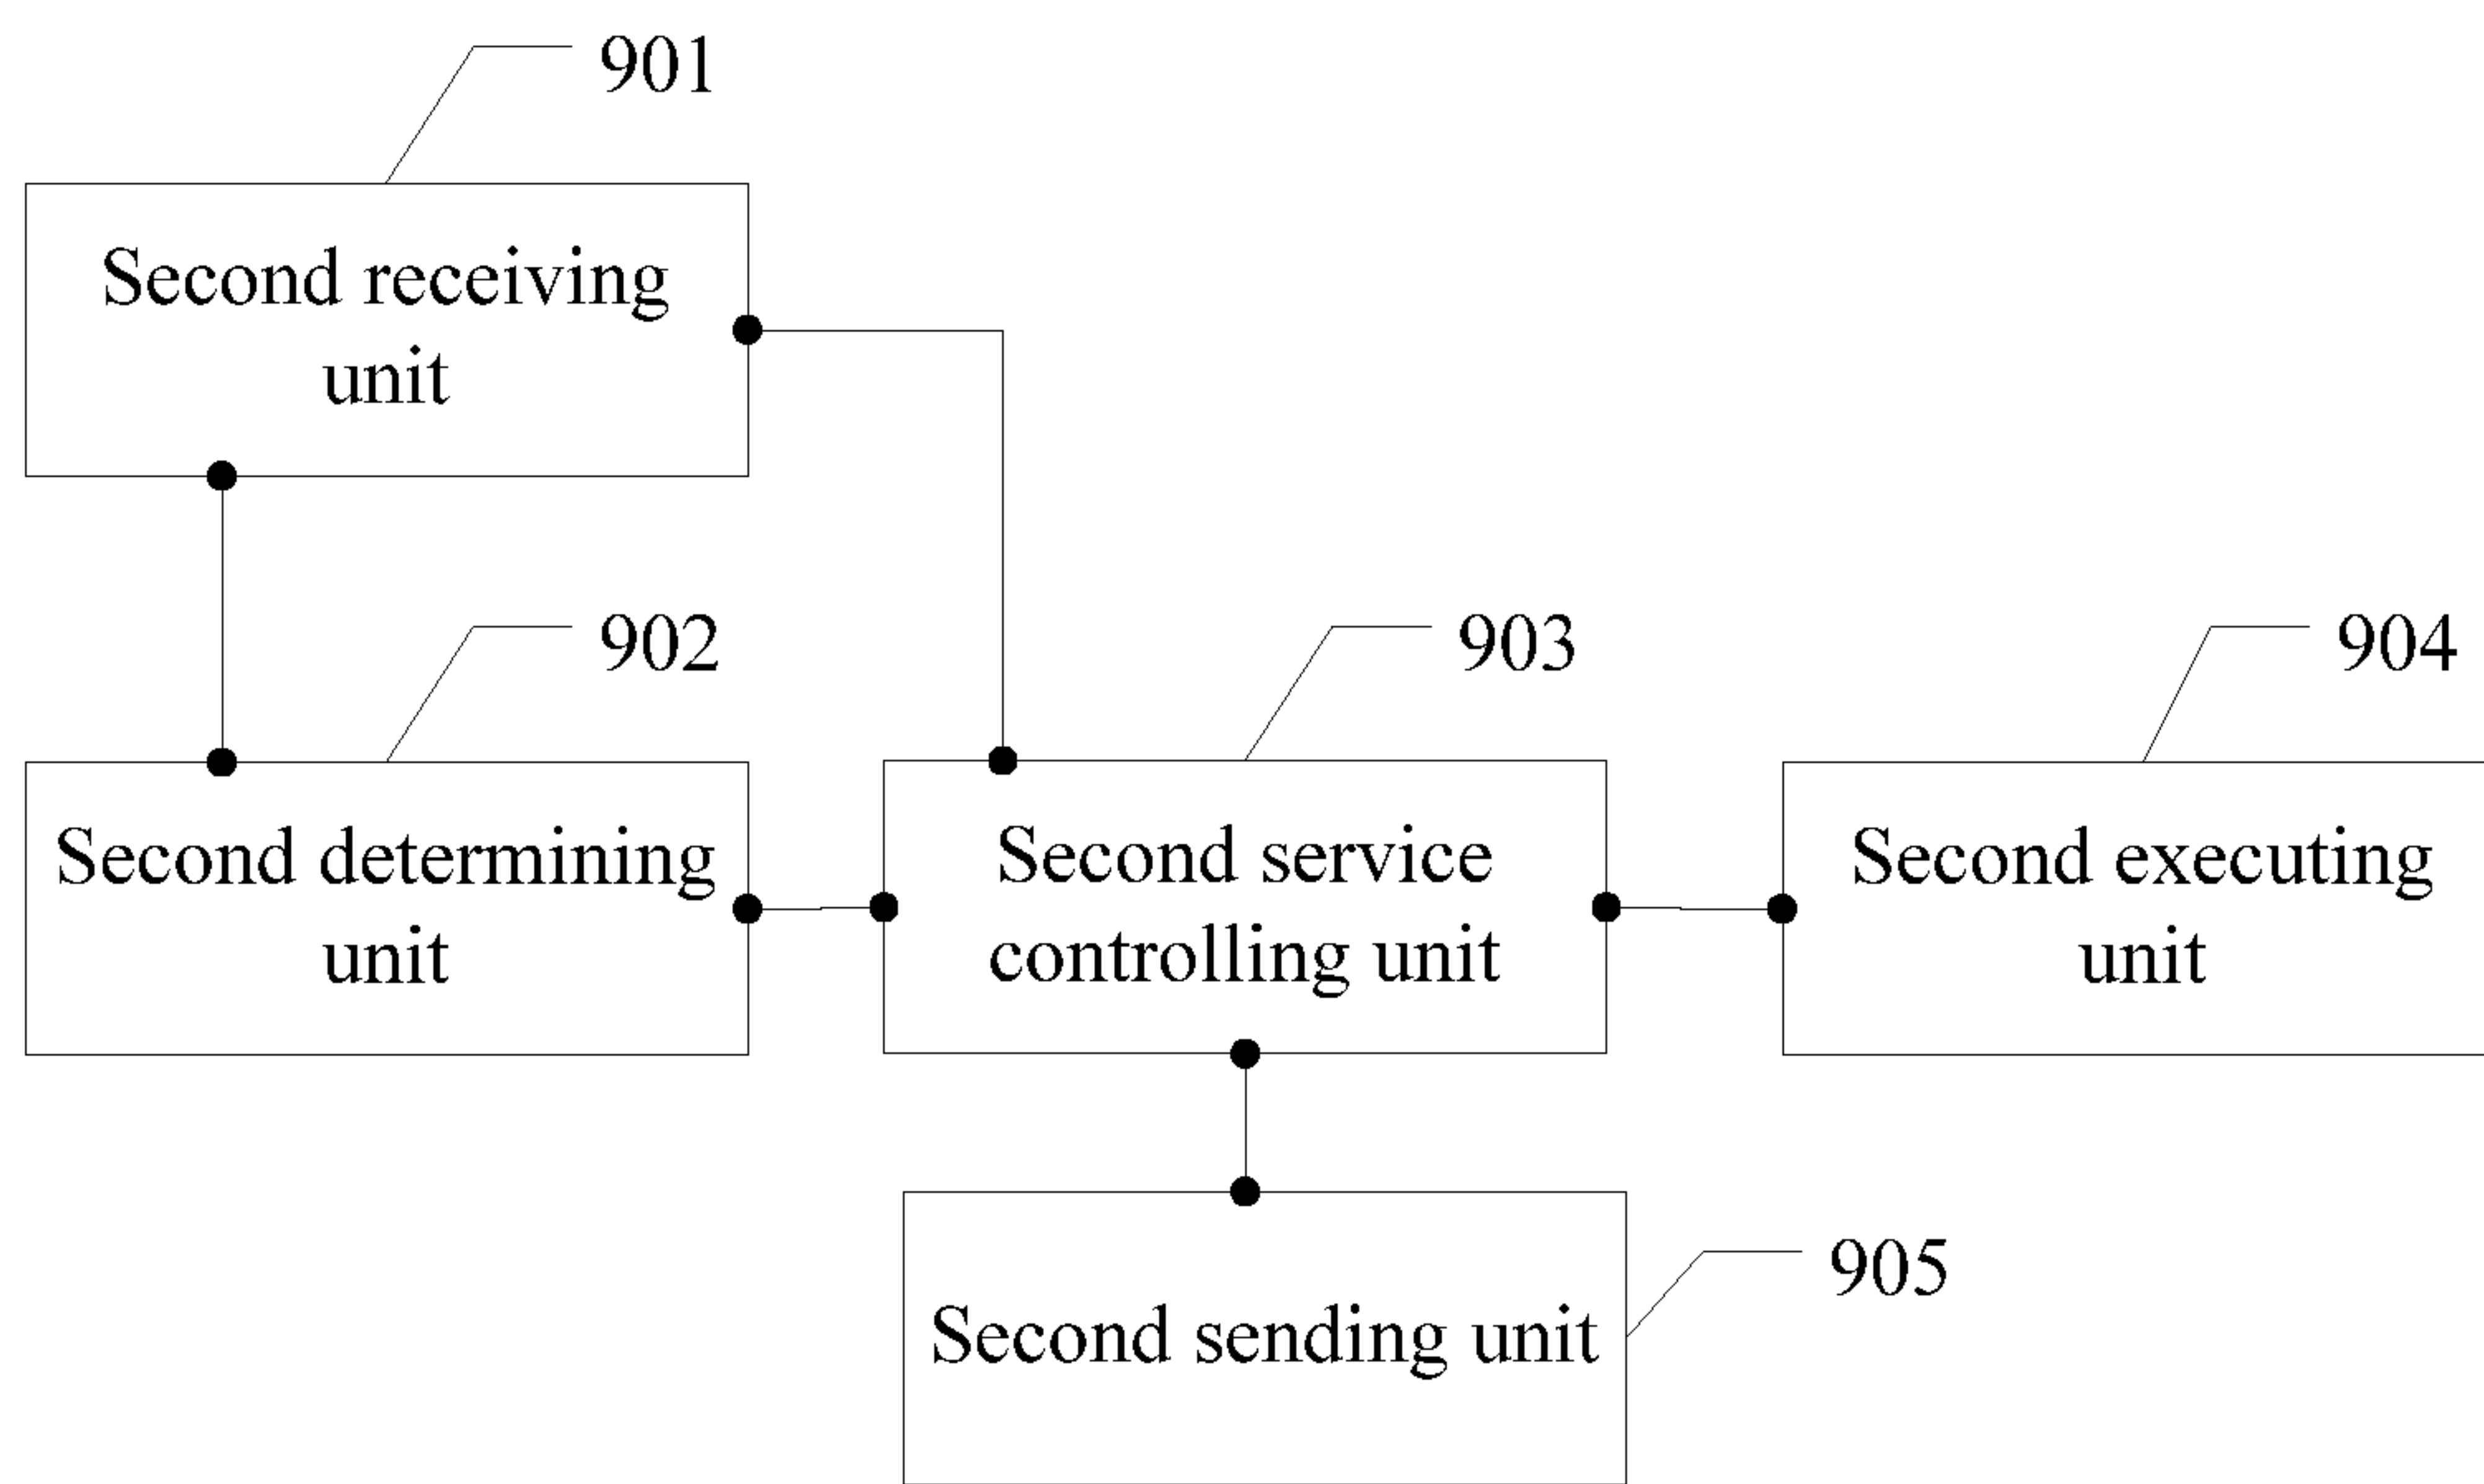 901
Second receiving
unit
902
903
904
Second determining
unit
Second service
controlling unit
Second executing
unit
905
Second sending unit